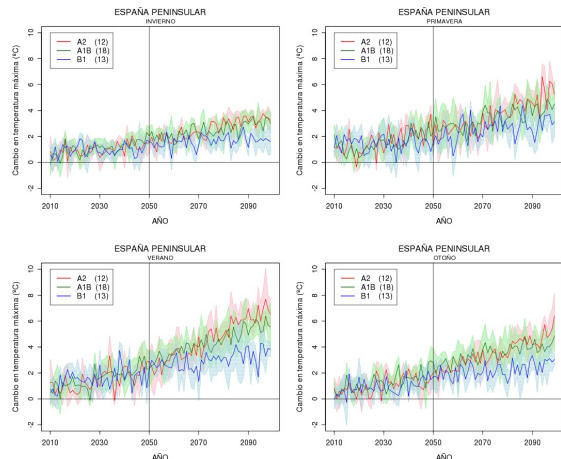 ESPAÑA PENINSULAR
INVIERNO
A2 (12)
A1B (18)
B1 (13)
Cambio en temperatura máxima (ºC)
-2 0 2 4 6 8 10
2010 2030 2050 2070 2090
AÑO
ESPAÑA PENINSULAR
PRIMAVERA
A2 (12)
A1B (18)
B1 (13)
Cambio en temperatura máxima (ºC)
-2 0 2 4 6 8 10
2010 2030 2050 2070 2090
AÑO
ESPAÑA PENINSULAR
VERANO
A2 (12)
A1B (18)
B1 (13)
Cambio en temperatura máxima (ºC)
-2 0 2 4 6 8 10
2010 2030 2050 2070 2090
AÑO
ESPAÑA PENINSULAR
OTOÑO
A2 (12)
A1B (18)
B1 (13)
Cambio en temperatura máxima (ºC)
-2 0 2 4 6 8 10
2010 2030 2050 2070 2090
AÑO